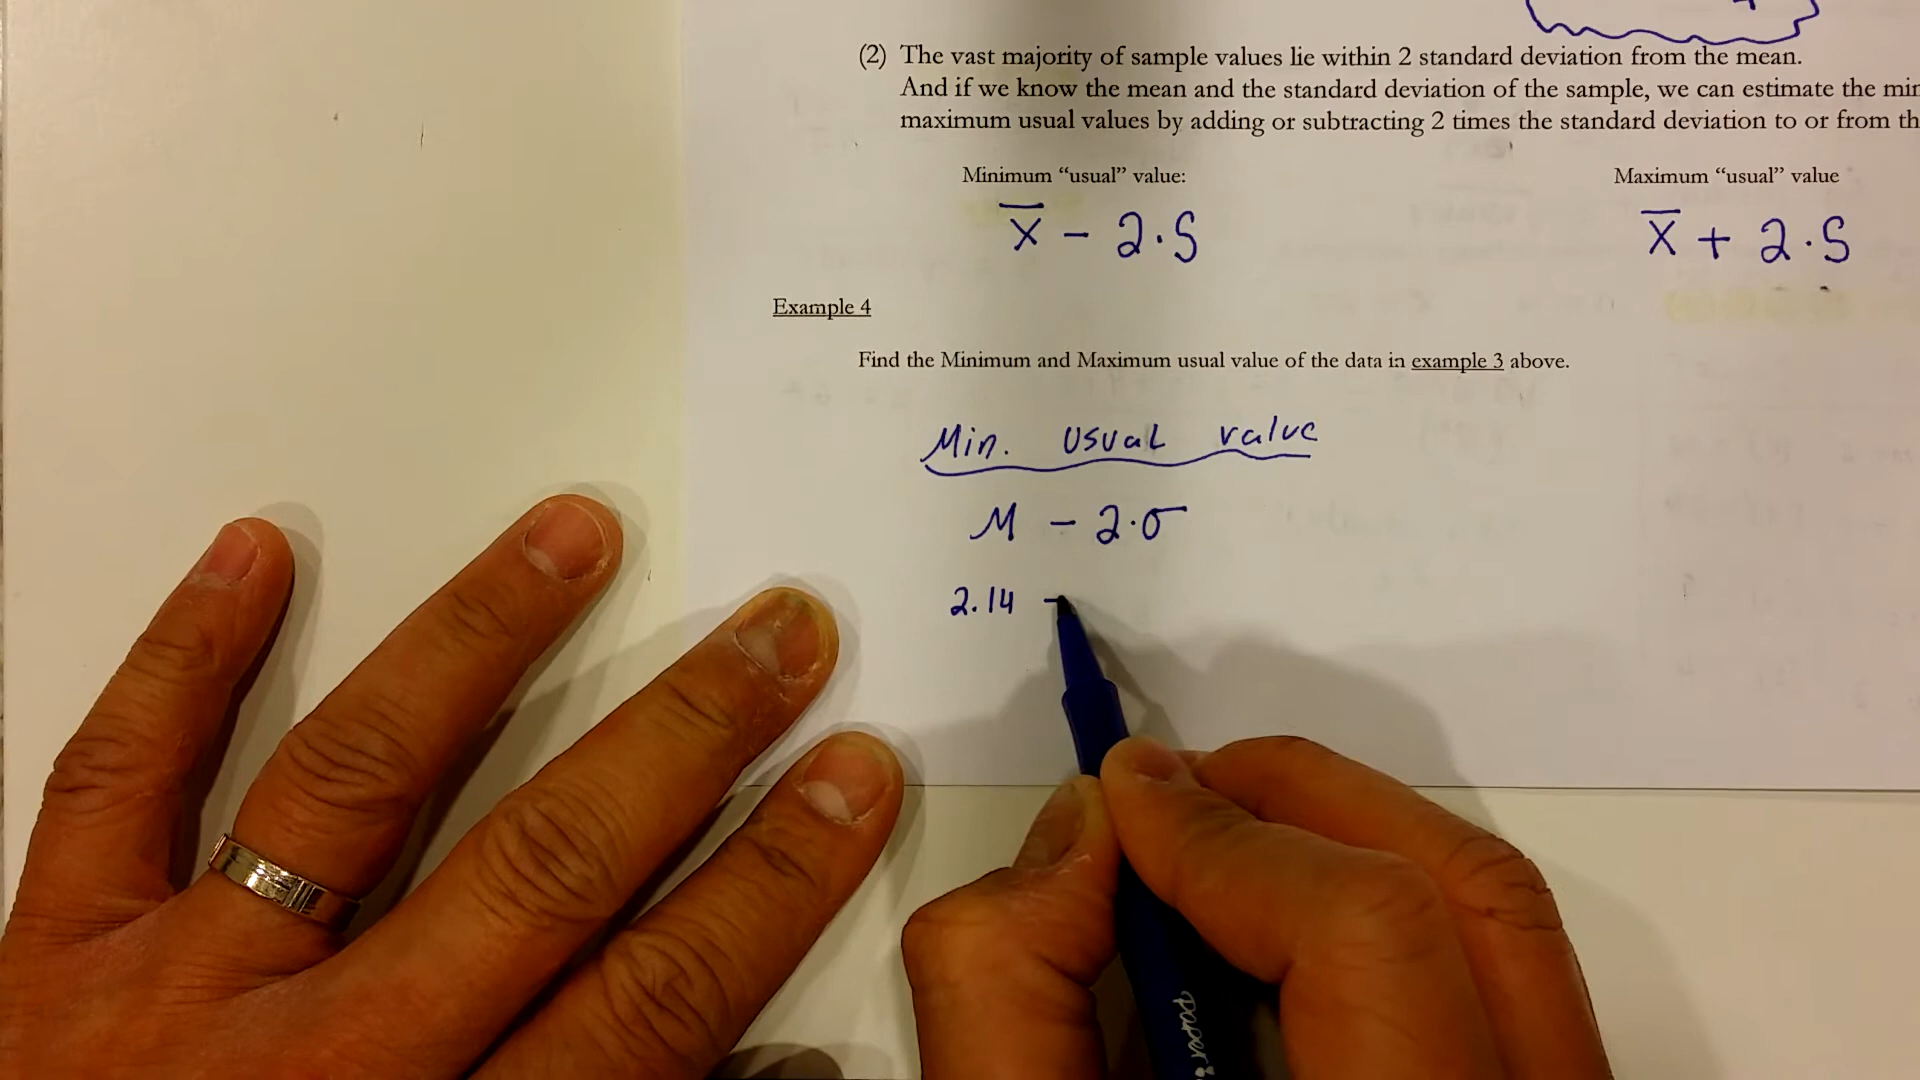 (2) The vast majority of sample values lie within 2 standard deviation from the mean.
And if we know the mean and the standard deviation of the sample, we can estimate the
maximum usual values by adding or subtracting 2 times the standard deviation to or from
Minimum “usual” value: Maximum “usual” value
x̅ - 2·S x̅ + 2·S
Example 4
Find the Minimum and Maximum usual value of the data in example 3 above.
Min. Usual value
M - 2·σ
2.14 -
paper